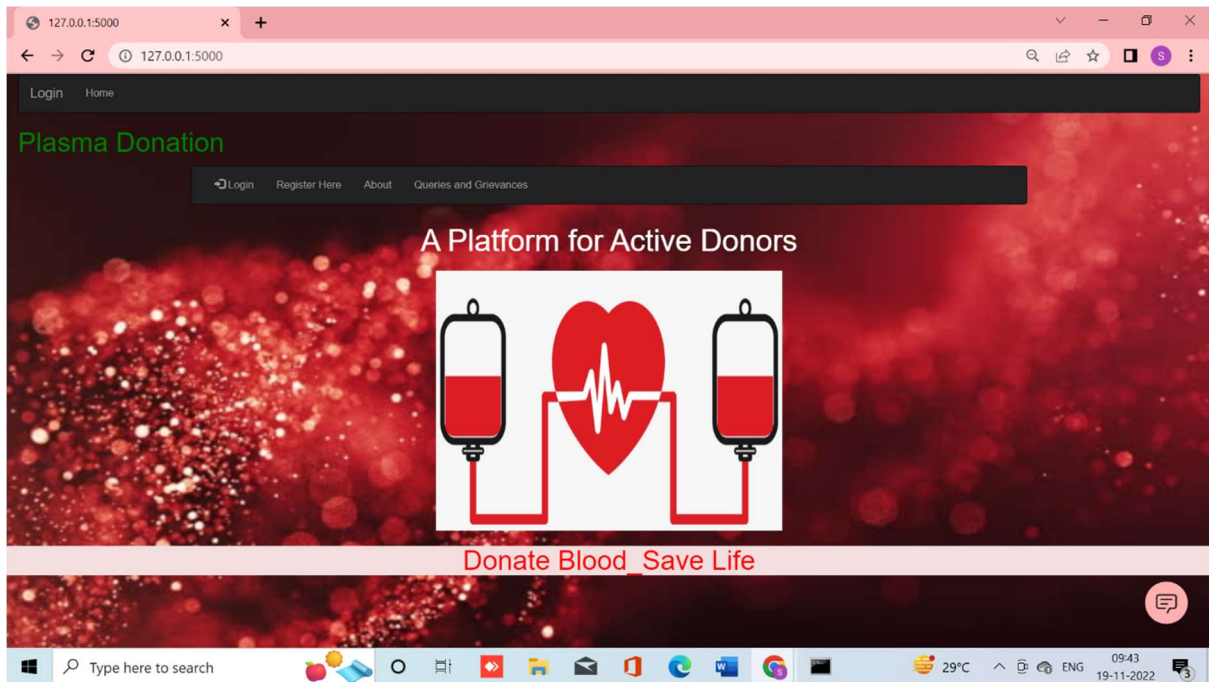 127.0.0.1:5000
127.0.0.1:5000
S
Login Home
Plasma Donation
Login Register Here About Queries and Grievances
A Platform for Active Donors
Donate Blood_Save Life
Type here to search
29°C
ENG
09:43
19-11-2022
3